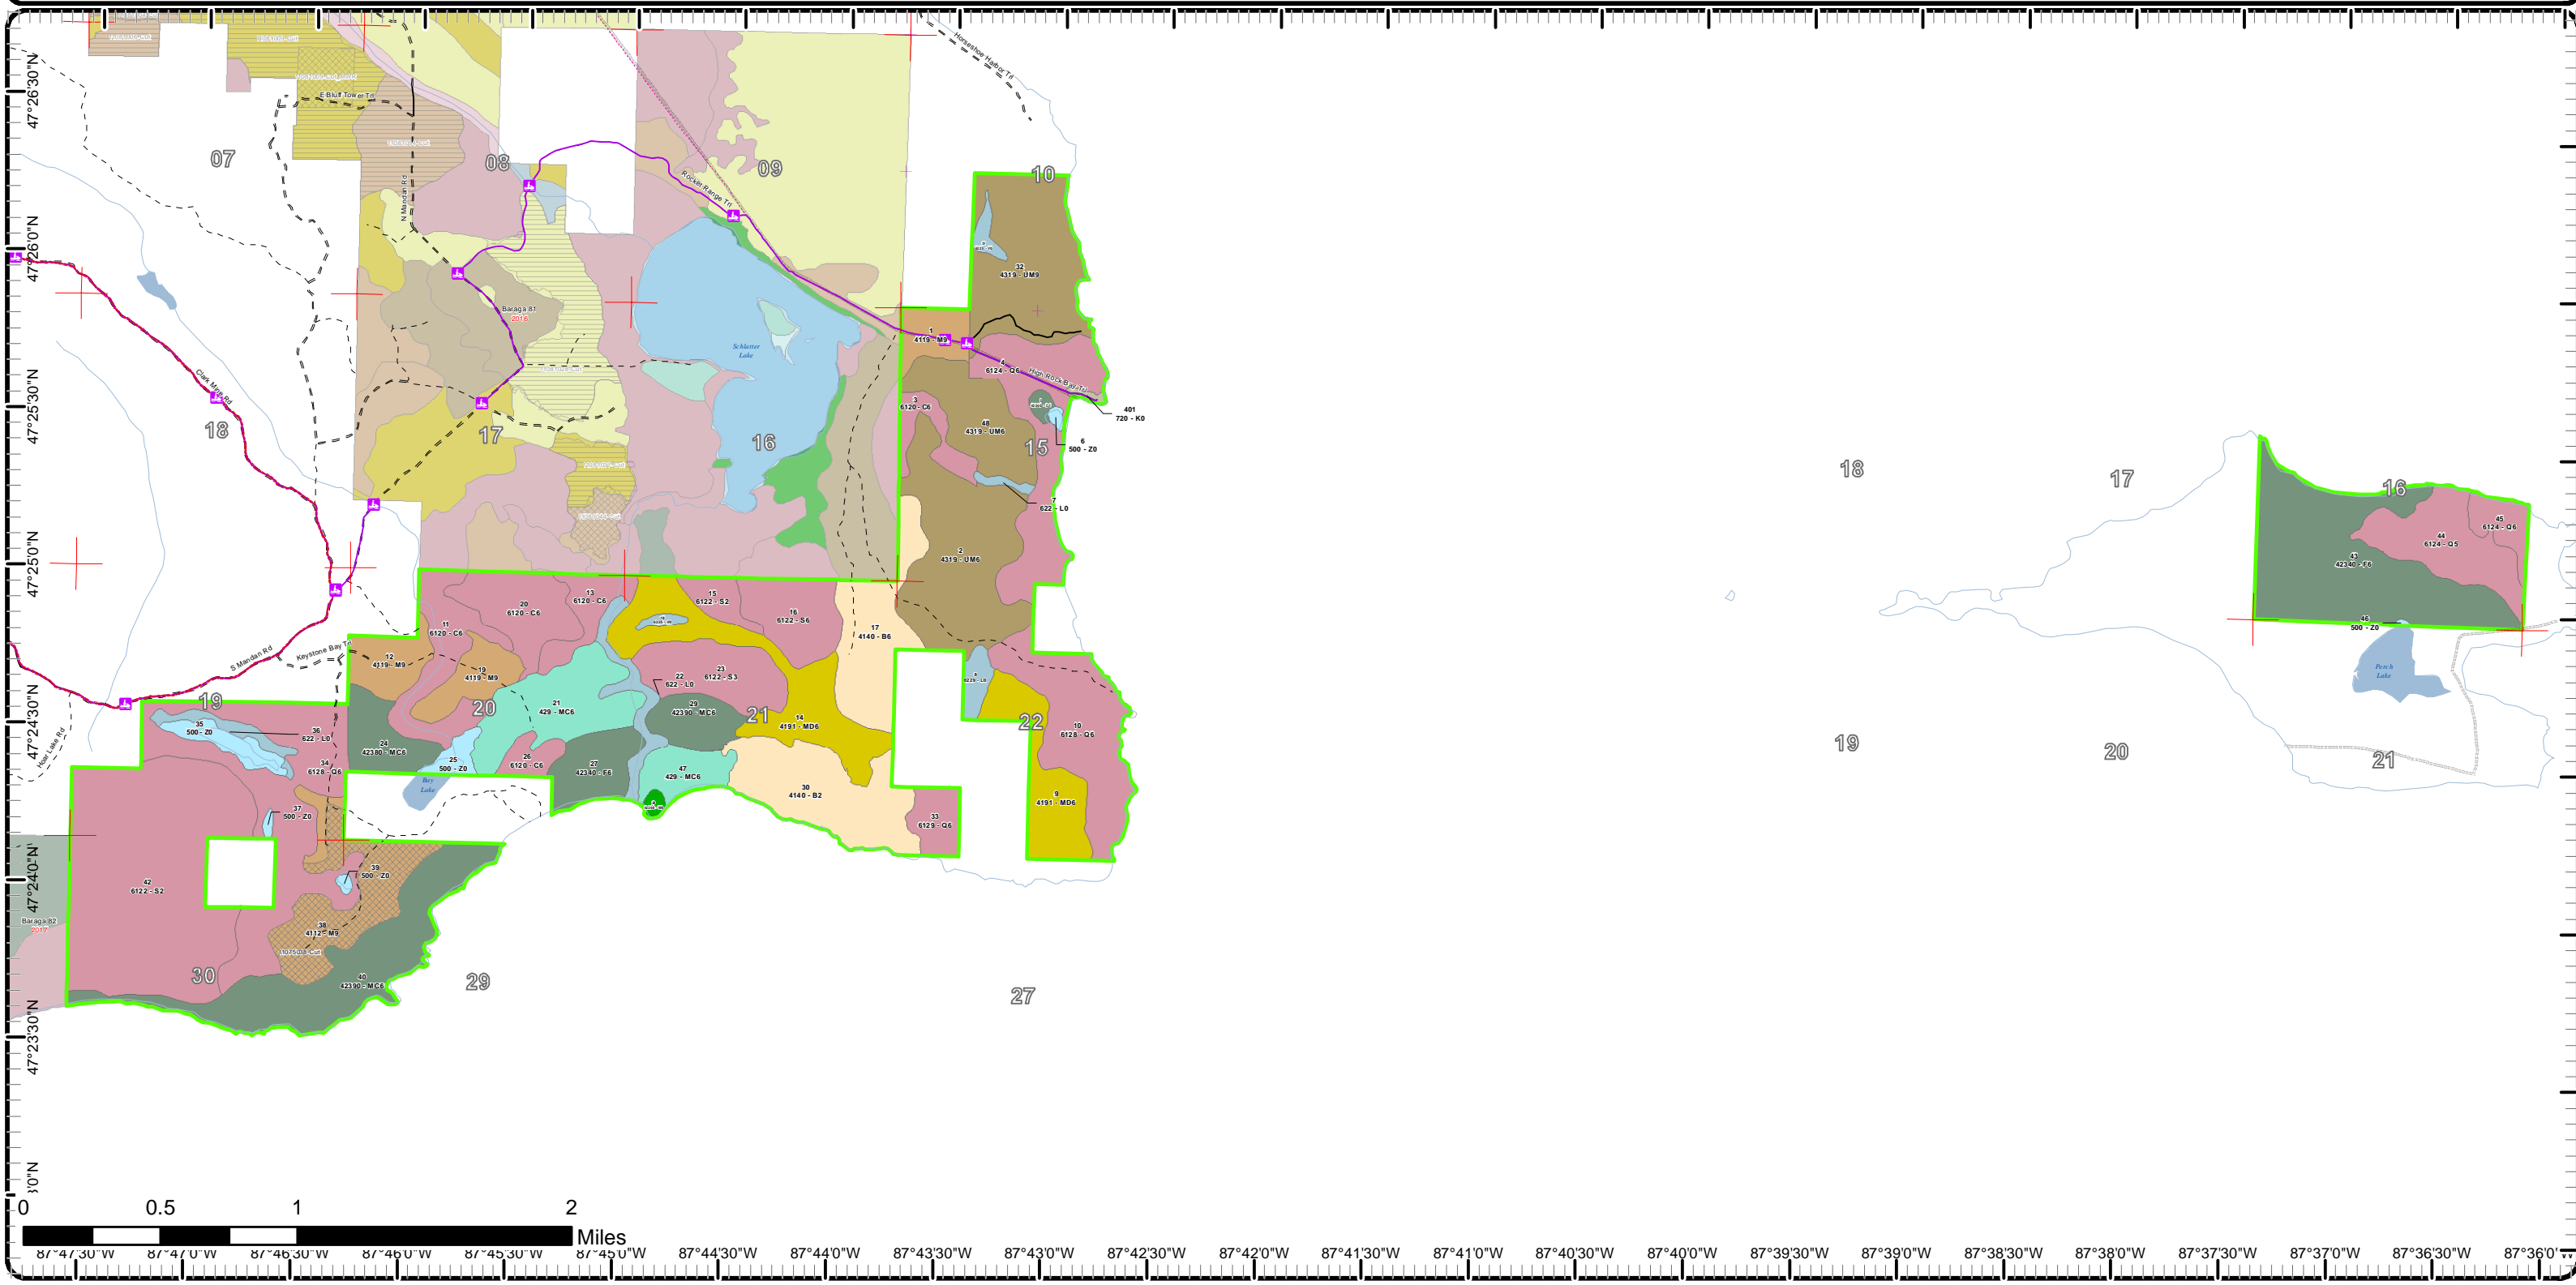 Horseshoe Harbor Trl
47°26'30"N
E Bluff Tower Trl
07
08
09
10
N Mandan Rd
Rocket Range Trl
47°26'0"N
32
4319 - UM9
Baraga 81
2016
Schlatter
Lake
1
4119 - M9
4
6124 - Q6
High Rock Bay Trl
Clark Mine Rd
3
6120 - C6
401
720 - K0
47°25'30"N
18
17
16
48
4319 - UM6
15
6
500 - Z0
18
17
16
7
622 - L0
45
6124 - Q6
44
6124 - Q5
43
42340 - F6
47°25'0"N
2
4319 - UM6
20
6120 - C6
13
6120 - C6
15
6122 - S2
16
6122 - S6
17
4140 - B6
11
6120 - C6
46
500 - Z0
Perch
Lake
S Mandan Rd
Keystone Bay Trl
12
4119 - M9
19
4119 - M9
23
6122 - S3
22
622 - L0
47°24'30"N
19
20
21
22
21
429 - MC6
29
42390 - MC6
14
4191 - MD6
10
6128 - Q6
35
500 - Z0
36
622 - L0
Hoar Lake Rd
24
42380 - MC6
34
6128 - Q6
25
500 - Z0
26
6120 - C6
27
42340 - F6
47
429 - MC6
19
20
21
Bey
Lake
30
4140 - B2
9
4191 - MD6
37
500 - Z0
33
6129 - Q6
47°24'0"N
42
6122 - S2
39
500 - Z0
Baraga 82
2017
38
4112 - M9
30
40
42390 - MC6
29
27
47°23'30"N
0
0.5
1
2
Miles
87°47'30"W
87°47'0"W
87°46'30"W
87°46'0"W
87°45'30"W
87°45'0"W
87°44'30"W
87°44'0"W
87°43'30"W
87°43'0"W
87°42'30"W
87°42'0"W
87°41'30"W
87°41'0"W
87°40'30"W
87°40'0"W
87°39'30"W
87°39'0"W
87°38'30"W
87°38'0"W
87°37'30"W
87°37'0"W
87°36'30"W
87°36'0"W